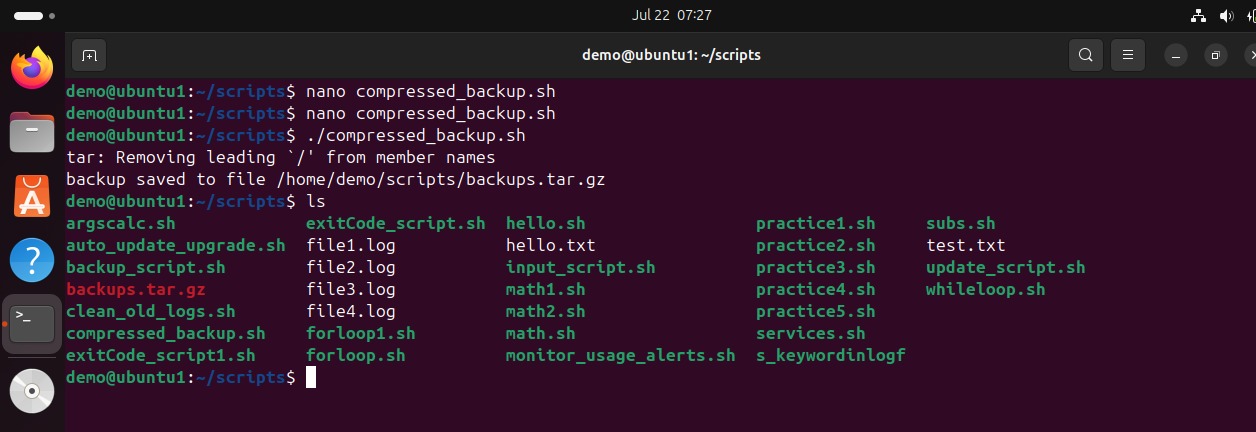 Jul 22 07:27
demo@ubuntu1: ~/scripts
demo@ubuntu1:~/scripts$ nano compressed_backup.sh
demo@ubuntu1:~/scripts$ nano compressed_backup.sh
demo@ubuntu1:~/scripts$ ./compressed_backup.sh
tar: Removing leading `/' from member names
backup saved to file /home/demo/scripts/backups.tar.gz
demo@ubuntu1:~/scripts$ ls
argscalc.sh exitCode_script.sh hello.sh practice1.sh subs.sh
auto_update_upgrade.sh file1.log hello.txt practice2.sh test.txt
backup_script.sh file2.log input_script.sh practice3.sh update_script.sh
backups.tar.gz file3.log math1.sh practice4.sh whileloop.sh
clean_old_logs.sh file4.log math2.sh practice5.sh
compressed_backup.sh forloop1.sh math.sh services.sh
exitCode_script1.sh forloop.sh monitor_usage_alerts.sh s_keywordinlogf
demo@ubuntu1:~/scripts$